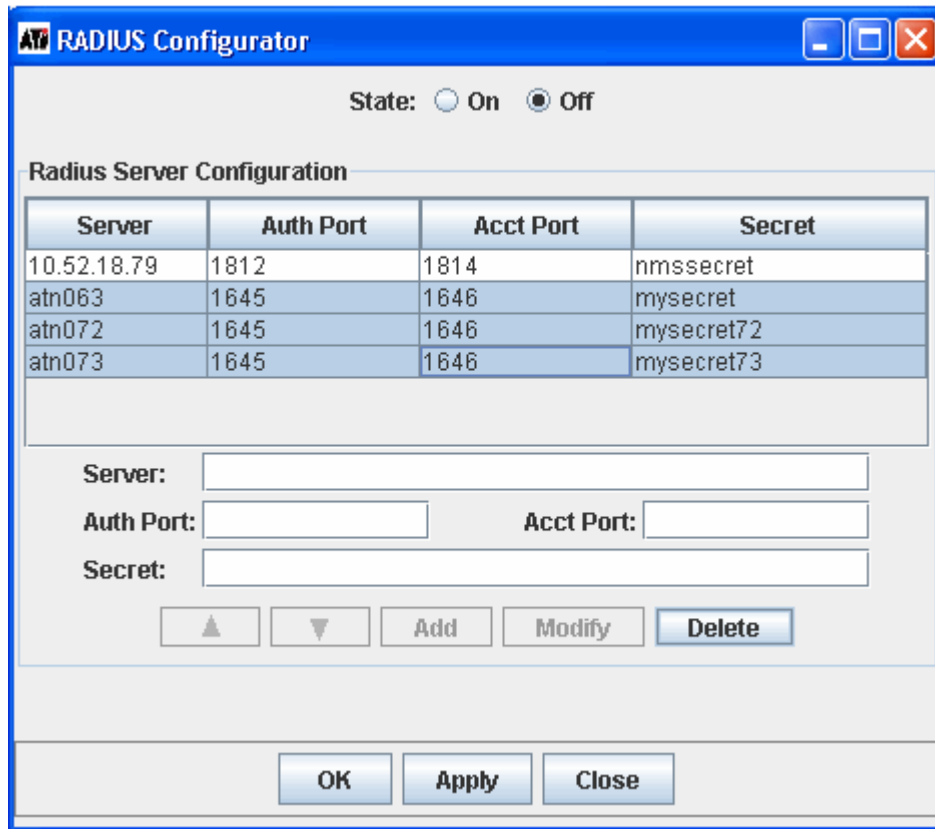 ATi RADIUS Configurator
State: On Off
Radius Server Configuration
Server Auth Port Acct Port Secret
10.52.18.79 1812 1814 nmssecret
atn063 1645 1646 mysecret
atn072 1645 1646 mysecret72
atn073 1645 1646 mysecret73
Server:
Auth Port: Acct Port:
Secret:
Add Modify Delete
OK Apply Close